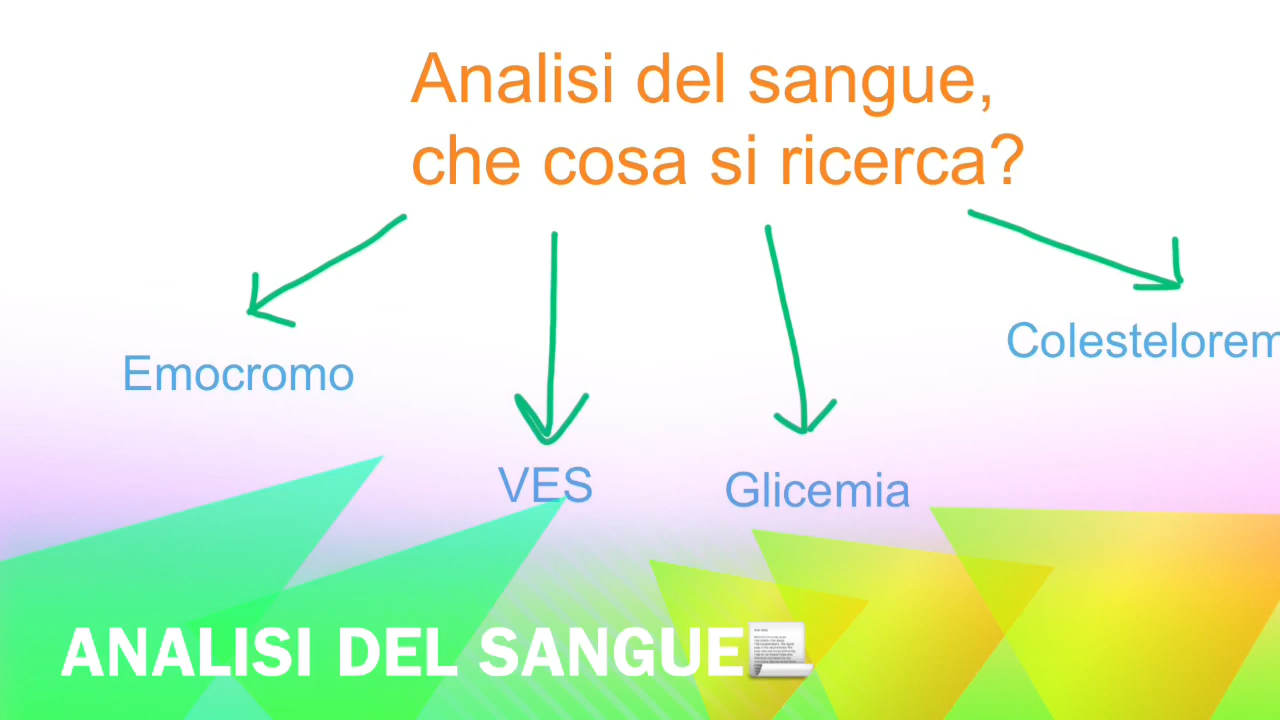 Analisi del sangue,
che cosa si ricerca?
Emocromo
VES
Glicemia
Colestelorem
ANALISI DEL SANGUE